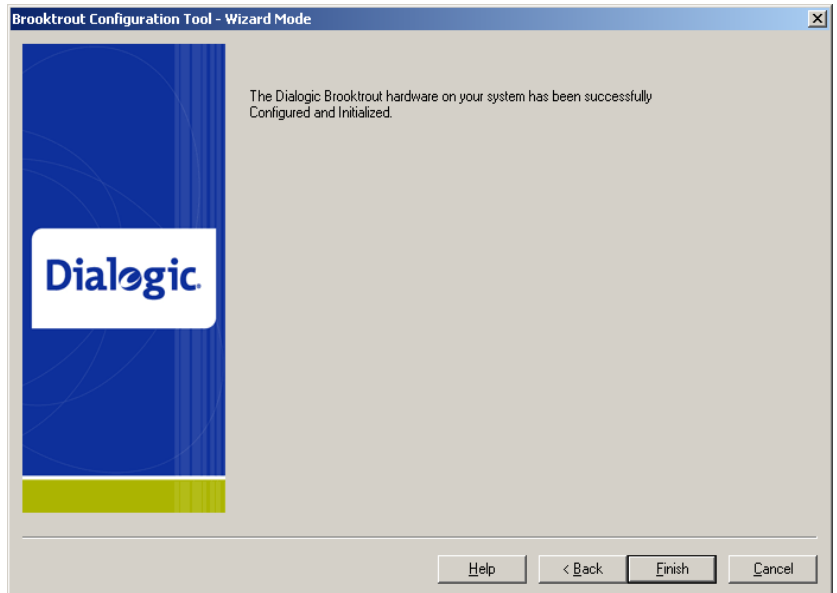 Brooktrout Configuration Tool - Wizard Mode
The Dialogic Brooktrout hardware on your system has been successfully
Configured and Initialized.
Dialogic.
Help
< Back
Finish
Cancel